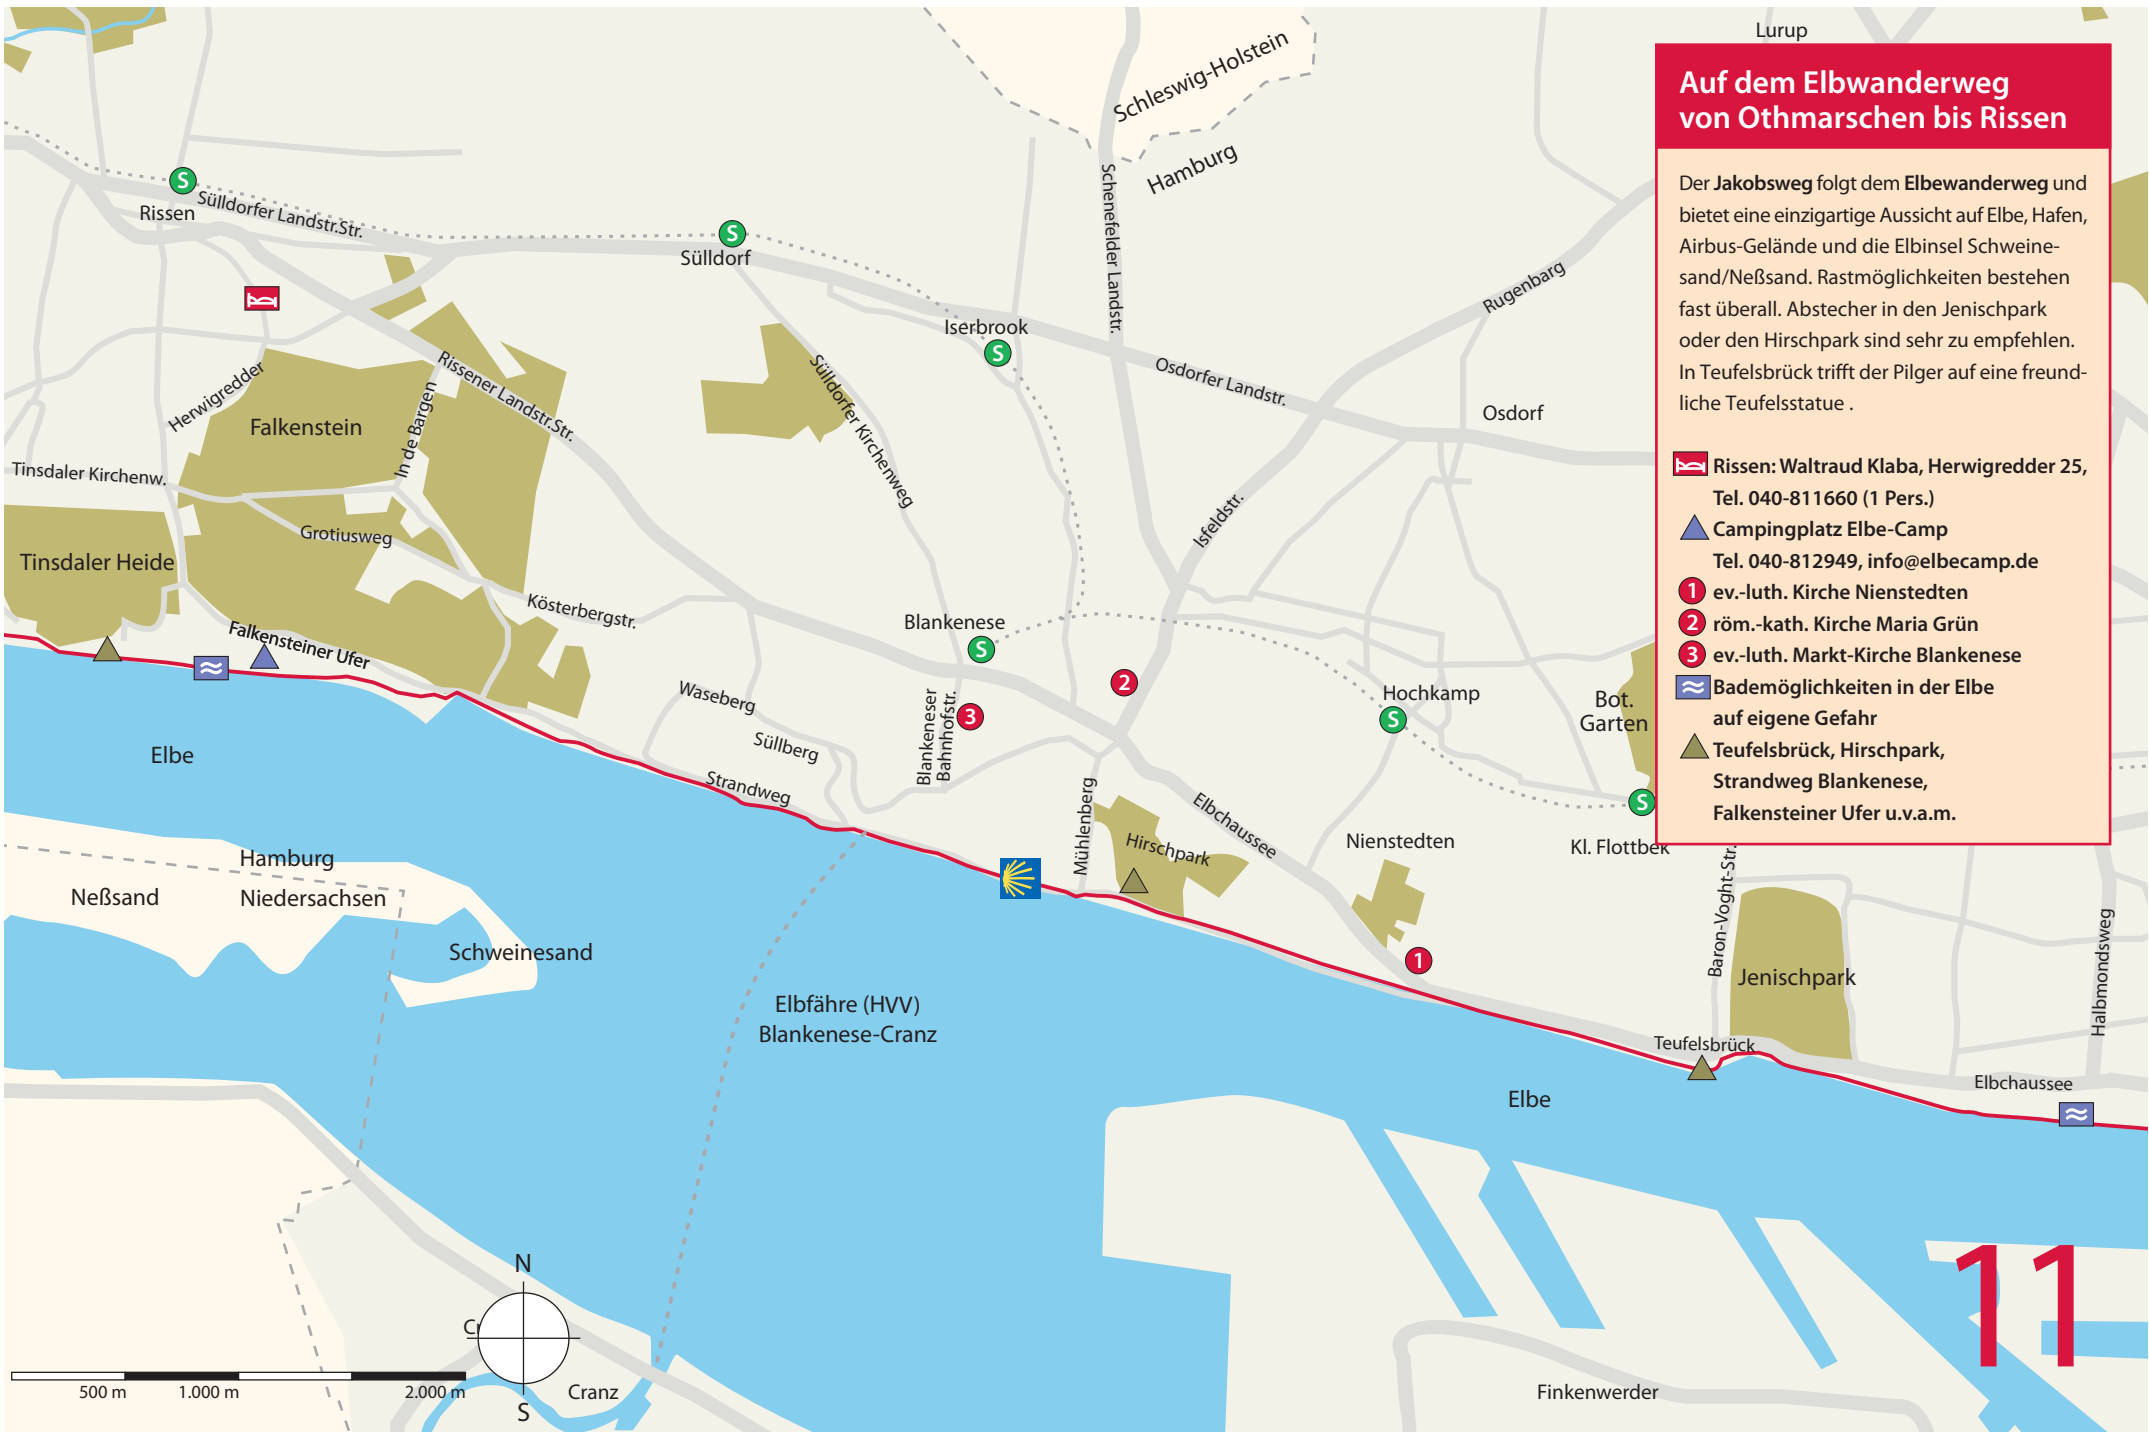 Lurup
Auf dem Elbwanderweg
von Othmarschen bis Rissen
Der Jakobsweg folgt dem Elbewanderweg und
bietet eine einzigartige Aussicht auf Elbe, Hafen,
Airbus-Gelände und die Elbinsel Schweine-
sand/Neßsand. Rastmöglichkeiten bestehen
fast überall. Abstecher in den Jenischpark
oder den Hirschpark sind sehr zu empfehlen.
In Teufelsbrück trifft der Pilger auf eine freund-
liche Teufelsstatue .
Rissen: Waltraud Klaba, Herwigredder 25,
Tel. 040-811660 (1 Pers.)
Campingplatz Elbe-Camp
Tel. 040-812949, info@elbecamp.de
1 ev.-luth. Kirche Nienstedten
2 röm.-kath. Kirche Maria Grün
3 ev.-luth. Markt-Kirche Blankenese
Bademöglichkeiten in der Elbe
auf eigene Gefahr
Teufelsbrück, Hirschpark,
Strandweg Blankenese,
Falkensteiner Ufer u.v.a.m.
Schleswig-Holstein
Hamburg
Schenefelder Landstr.
S
Rissen
Sülldorfer Landstr.Str.
S
Sülldorf
Iserbrook
S
Rugenbarg
Osdorfer Landstr.
Osdorf
Herwigredder
Falkenstein
In de Bargen
Rissener Landstr.Str.
Sülldorfer Kirchenweg
Tinsdaler Kirchenw.
Grotiusweg
Isfeldstr.
Tinsdaler Heide
Kösterbergstr.
Falkensteiner Ufer
Blankenese
S
2
Waseberg
Süllberg
Strandweg
Blankeneser
Bahnhofstr.
3
Hochkamp
S
Bot.
Garten
S
Kl. Flottbek
Elbe
Mühlenberg
Hirschpark
Elbchaussee
Nienstedten
1
Baron-Voght-Str.
Jenischpark
Halbmondsweg
Hamburg
Neßsand
Niedersachsen
Schweinesand
Elbfähre (HVV)
Blankenese-Cranz
Teufelsbrück
Elbchaussee
Elbe
11
N
S
500 m
1.000 m
2.000 m
Cranz
Finkenwerder